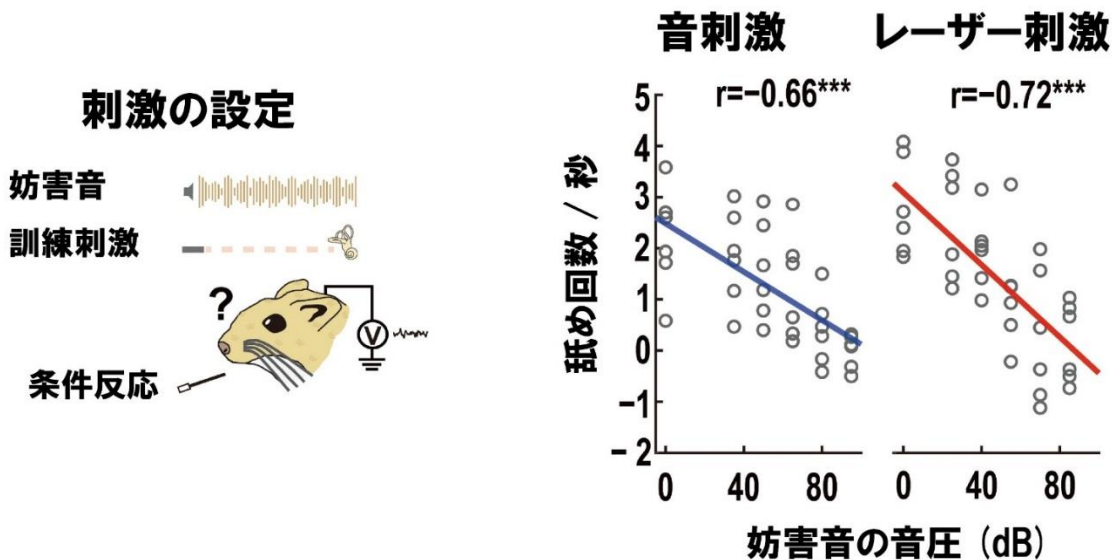 刺激の設定
妨害音
訓練刺激
?
V
条件反応
音刺激
レーザー刺激
r=−0.66***
r=−0.72***
舐め回数 / 秒
5
4
3
2
1
0
−1
−2
0 40 80
0 40 80
妨害音の音圧 (dB)